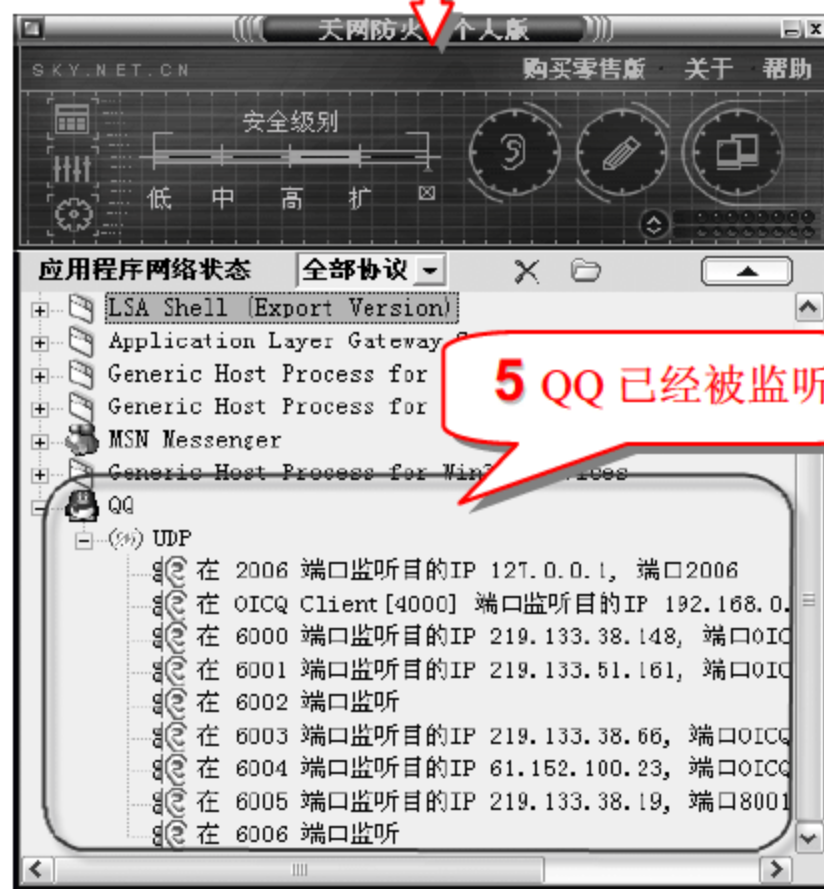 天网防火 个人版
SKY.NET.CN 购买零售版 关于 帮助
安全级别
低 中 高 扩
应用程序网络状态 全部协议
LSA Shell (Export Version)
Application Layer Gateway
Generic Host Process for
Generic Host Process for
5 QQ 已经被监听
MSN Messenger
Generic Host Process for
QQ
UDP
在 2006 端口监听目的IP 127.0.0.1, 端口2006
在 OICQ Client[4000] 端口监听目的IP 192.168.0.
在 6000 端口监听目的IP 219.133.38.148, 端口OIC
在 6001 端口监听目的IP 219.133.51.161, 端口OIC
在 6002 端口监听
在 6003 端口监听目的IP 219.133.38.66, 端口OICQ
在 6004 端口监听目的IP 61.152.100.23, 端口OICQ
在 6005 端口监听目的IP 219.133.38.19, 端口8001
在 6006 端口监听